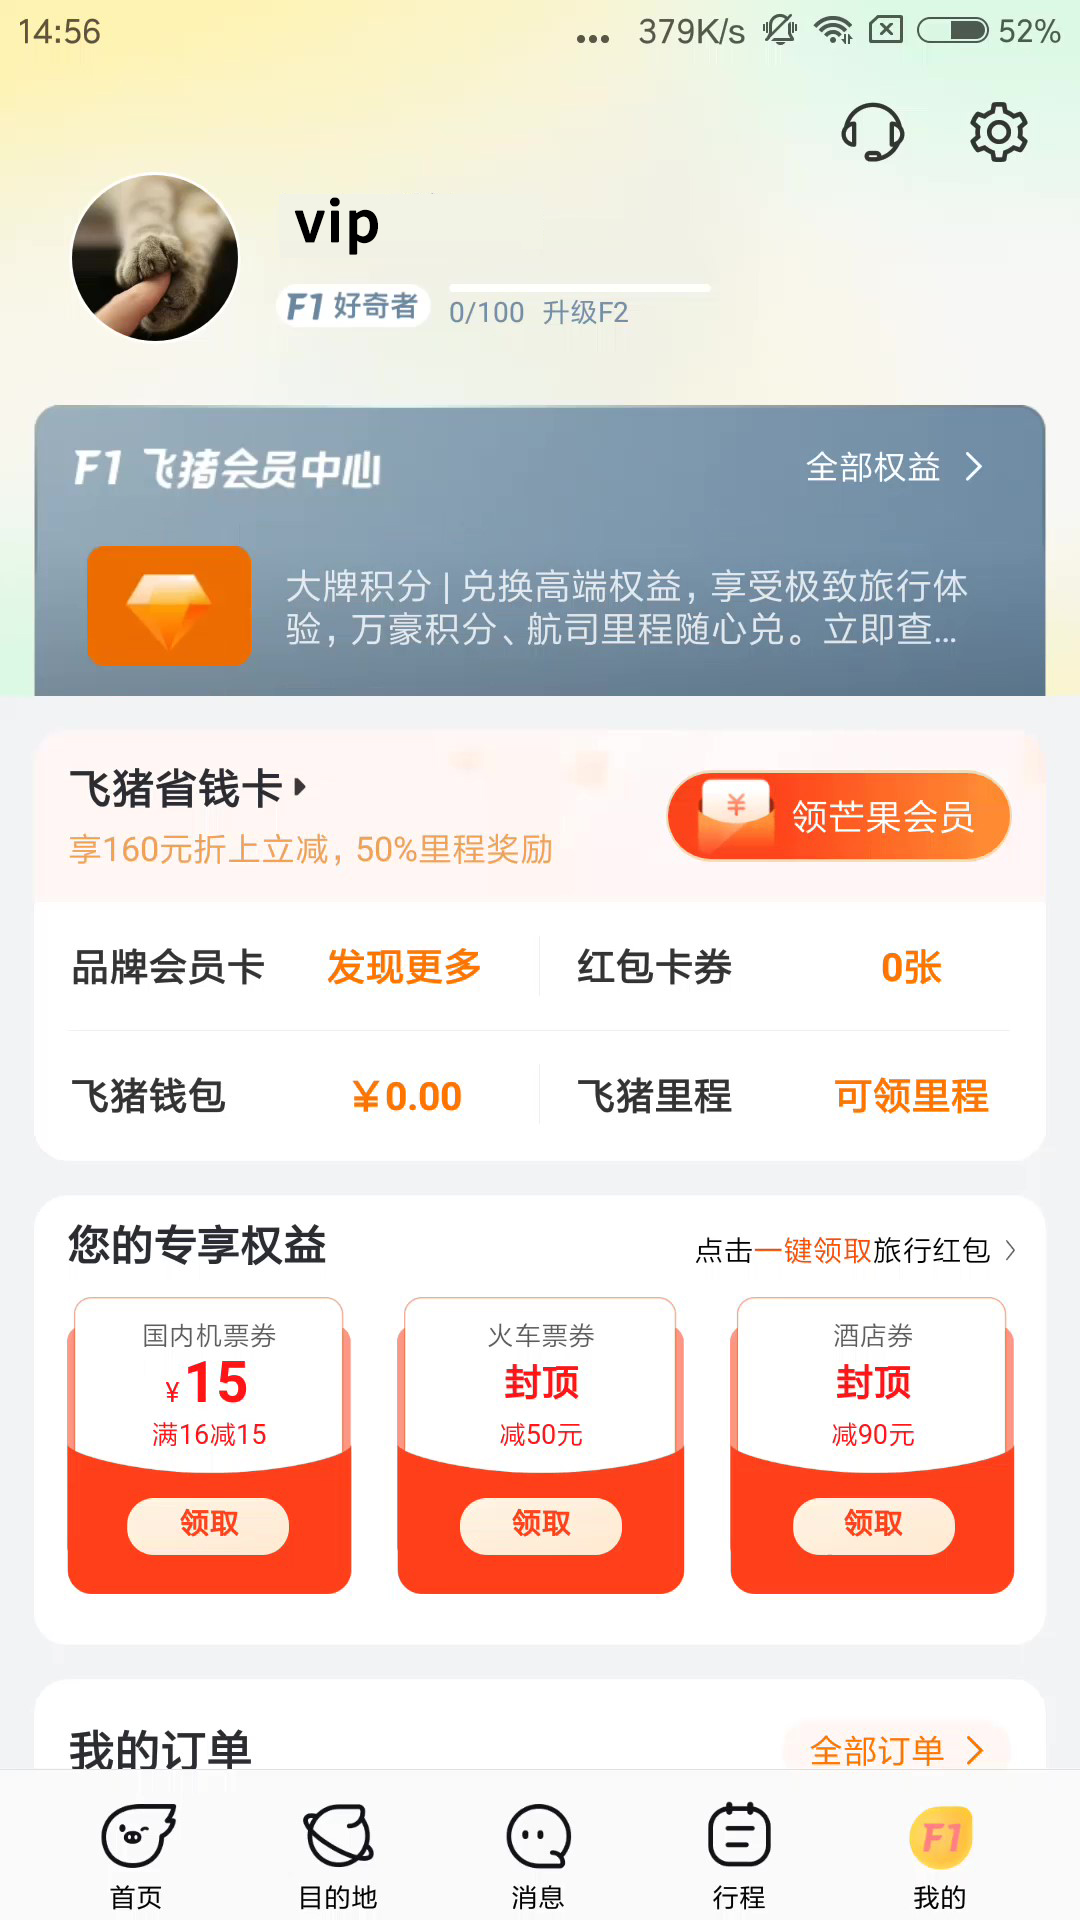 14:56
... 379K/s 52%
vip
F1 好奇者
0/100 升级F2
F1 飞猪会员中心
全部权益
大牌积分 | 兑换高端权益，享受极致旅行体
验，万豪积分、航司里程随心兑。立即查...
飞猪省钱卡
享160元折上立减，50%里程奖励
¥ 领芒果会员
品牌会员卡 发现更多
红包卡券 0张
飞猪钱包 ¥0.00
飞猪里程 可领里程
您的专享权益
点击一键领取旅行红包
国内机票券
¥15
满16减15
领取
火车票券
封顶
减50元
领取
酒店券
封顶
减90元
领取
我的订单
全部订单
首页
目的地
消息
行程
F1
我的